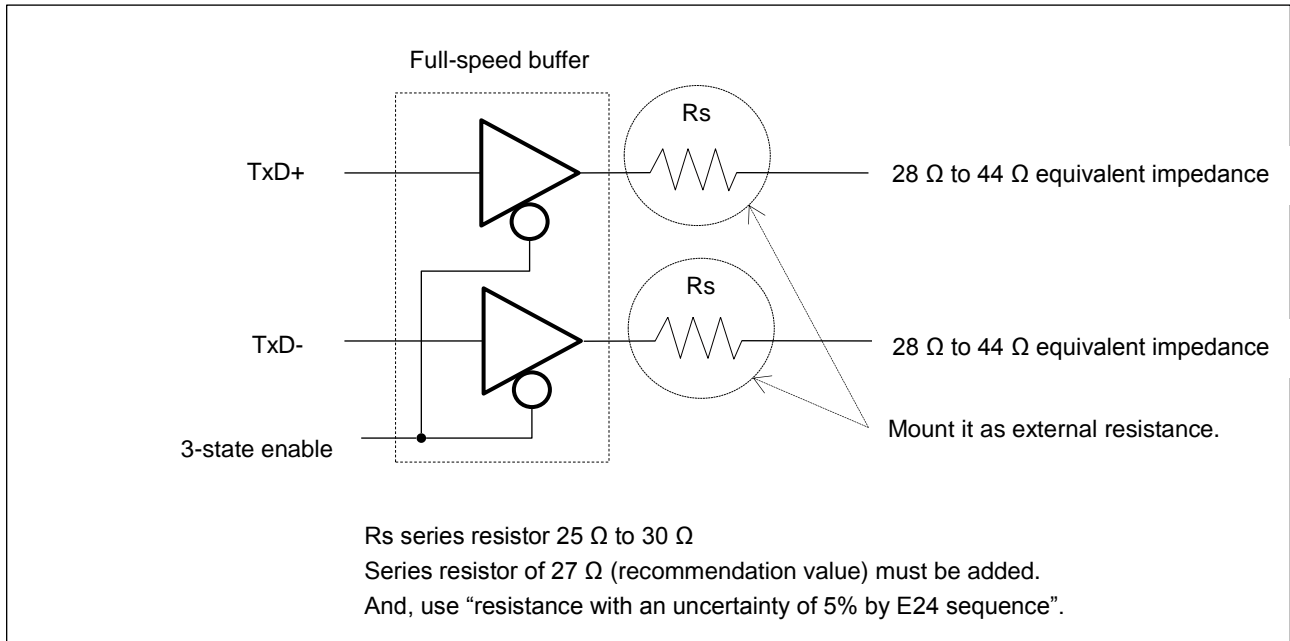 Full-speed buffer
Rs
TxD+
28 Ω to 44 Ω equivalent impedance
Rs
TxD-
28 Ω to 44 Ω equivalent impedance
Mount it as external resistance.
3-state enable
Rs series resistor 25 Ω to 30 Ω
Series resistor of 27 Ω (recommendation value) must be added.
And, use “resistance with an uncertainty of 5% by E24 sequence”.